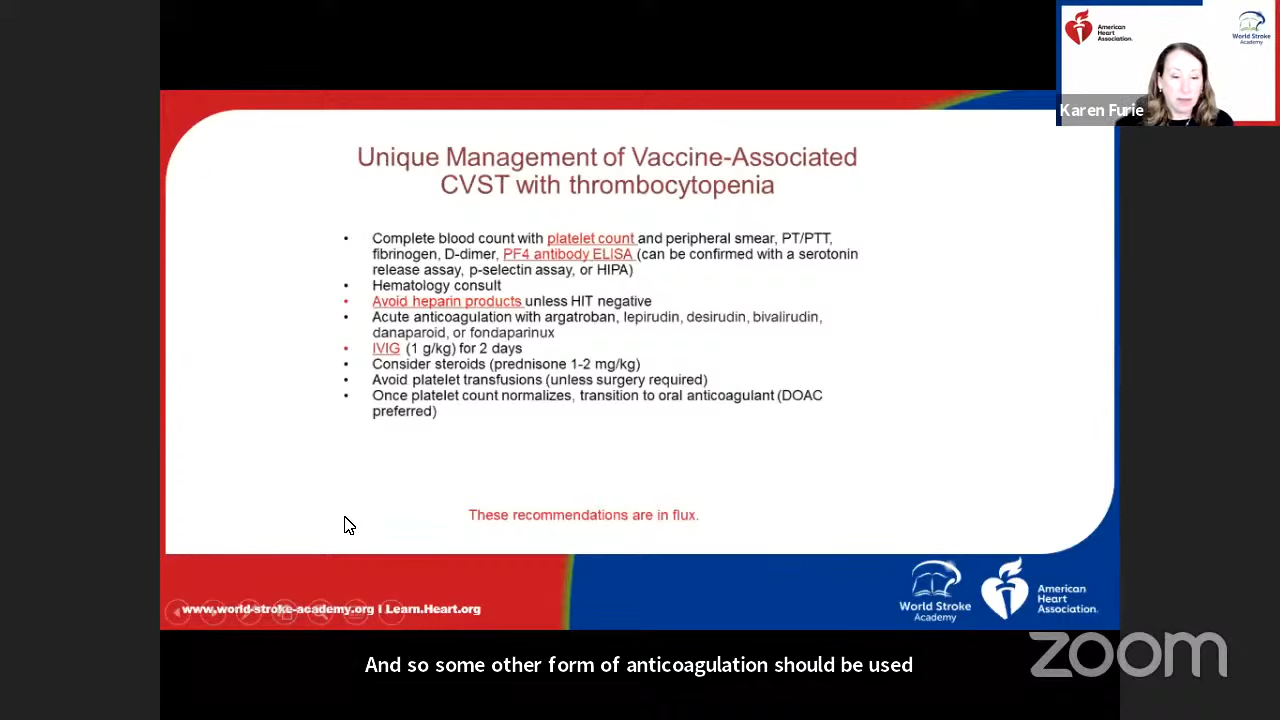 American
Heart
Association.
World Stroke
Academy
Karen Furie
Unique Management of Vaccine-Associated
CVST with thrombocytopenia
• Complete blood count with platelet count and peripheral smear, PT/PTT,
fibrinogen, D-dimer, PF4 antibody ELISA (can be confirmed with a serotonin
release assay, p-selectin assay, or HIPA)
• Hematology consult
• Avoid heparin products unless HIT negative
• Acute anticoagulation with argatroban, lepirudin, desirudin, bivalirudin,
danaparoid, or fondaparinux
• IVIG (1 g/kg) for 2 days
• Consider steroids (prednisone 1-2 mg/kg)
• Avoid platelet transfusions (unless surgery required)
• Once platelet count normalizes, transition to oral anticoagulant (DOAC
preferred)
These recommendations are in flux.
www.world-stroke-academy.org I Learn.Heart.org
World Stroke
Academy
American
Heart
Association.
And so some other form of anticoagulation should be used
zoom